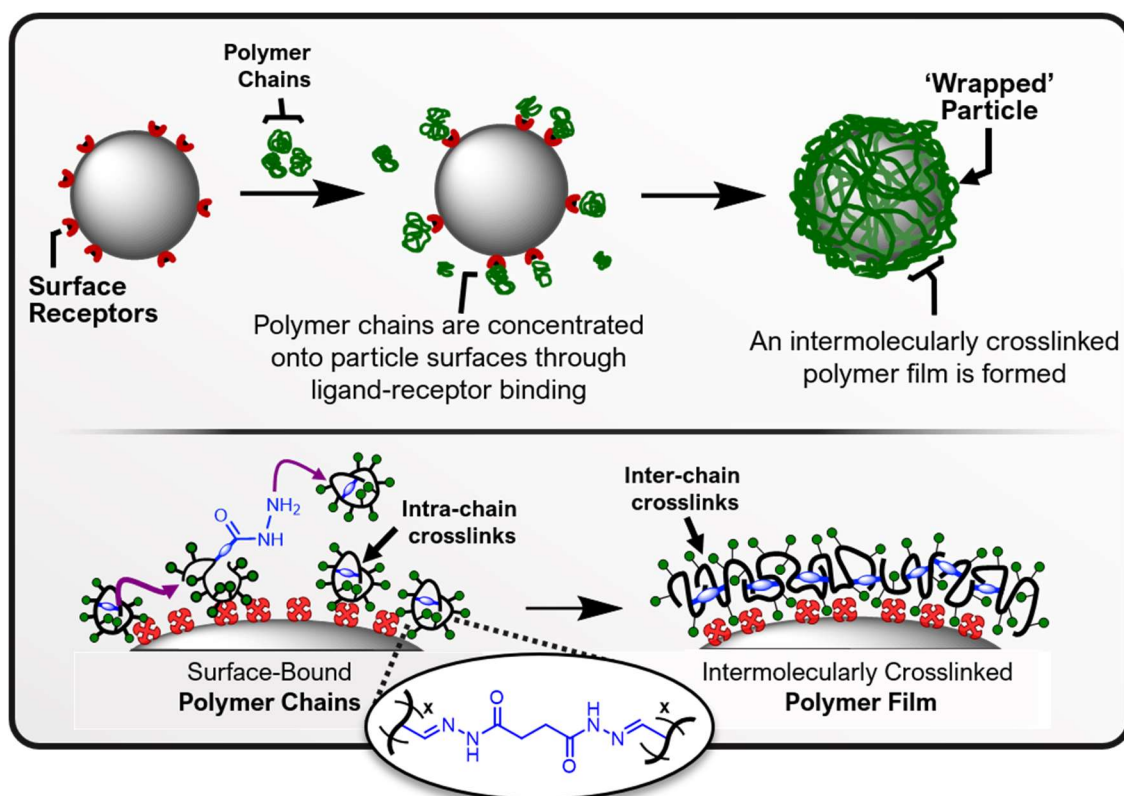 Polymer
Chains
'Wrapped'
Particle
Surface
Receptors
Polymer chains are concentrated
onto particle surfaces through
ligand-receptor binding
An intermolecularly crosslinked
polymer film is formed
NH2
O
NH
Intra-chain
crosslinks
Inter-chain
crosslinks
Surface-Bound
Polymer Chains
Intermolecularly Crosslinked
Polymer Film
x
N
N
H
O
O
H
N
N
x